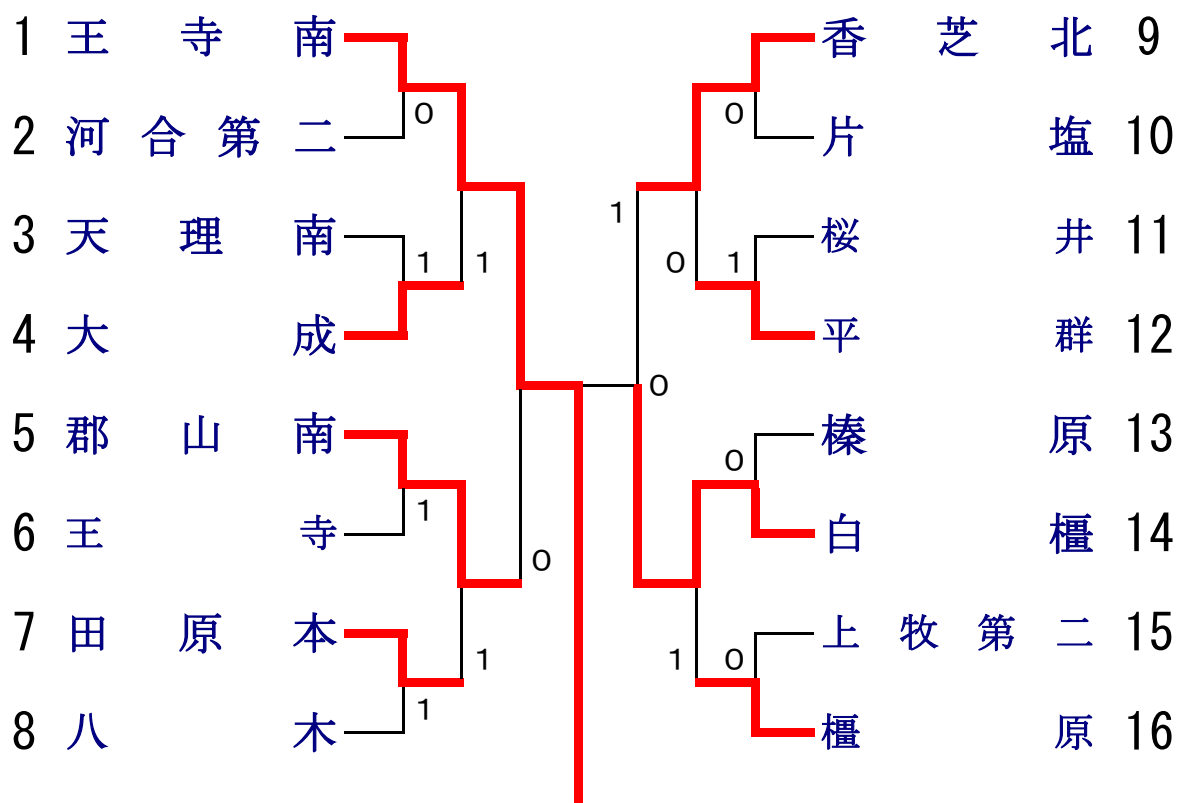 1 王寺南 香芝北 9
0 0
2 河合第二 片塩 10
1
3 天理南 桜井 11
1 1 0 1
4 大成 平群 12
0
5 郡山南 榛原 13
0
1
6 王寺 白橿 14
0
7 田原本 上牧第二 15
1 1 0
1
8 八木 橿原 16